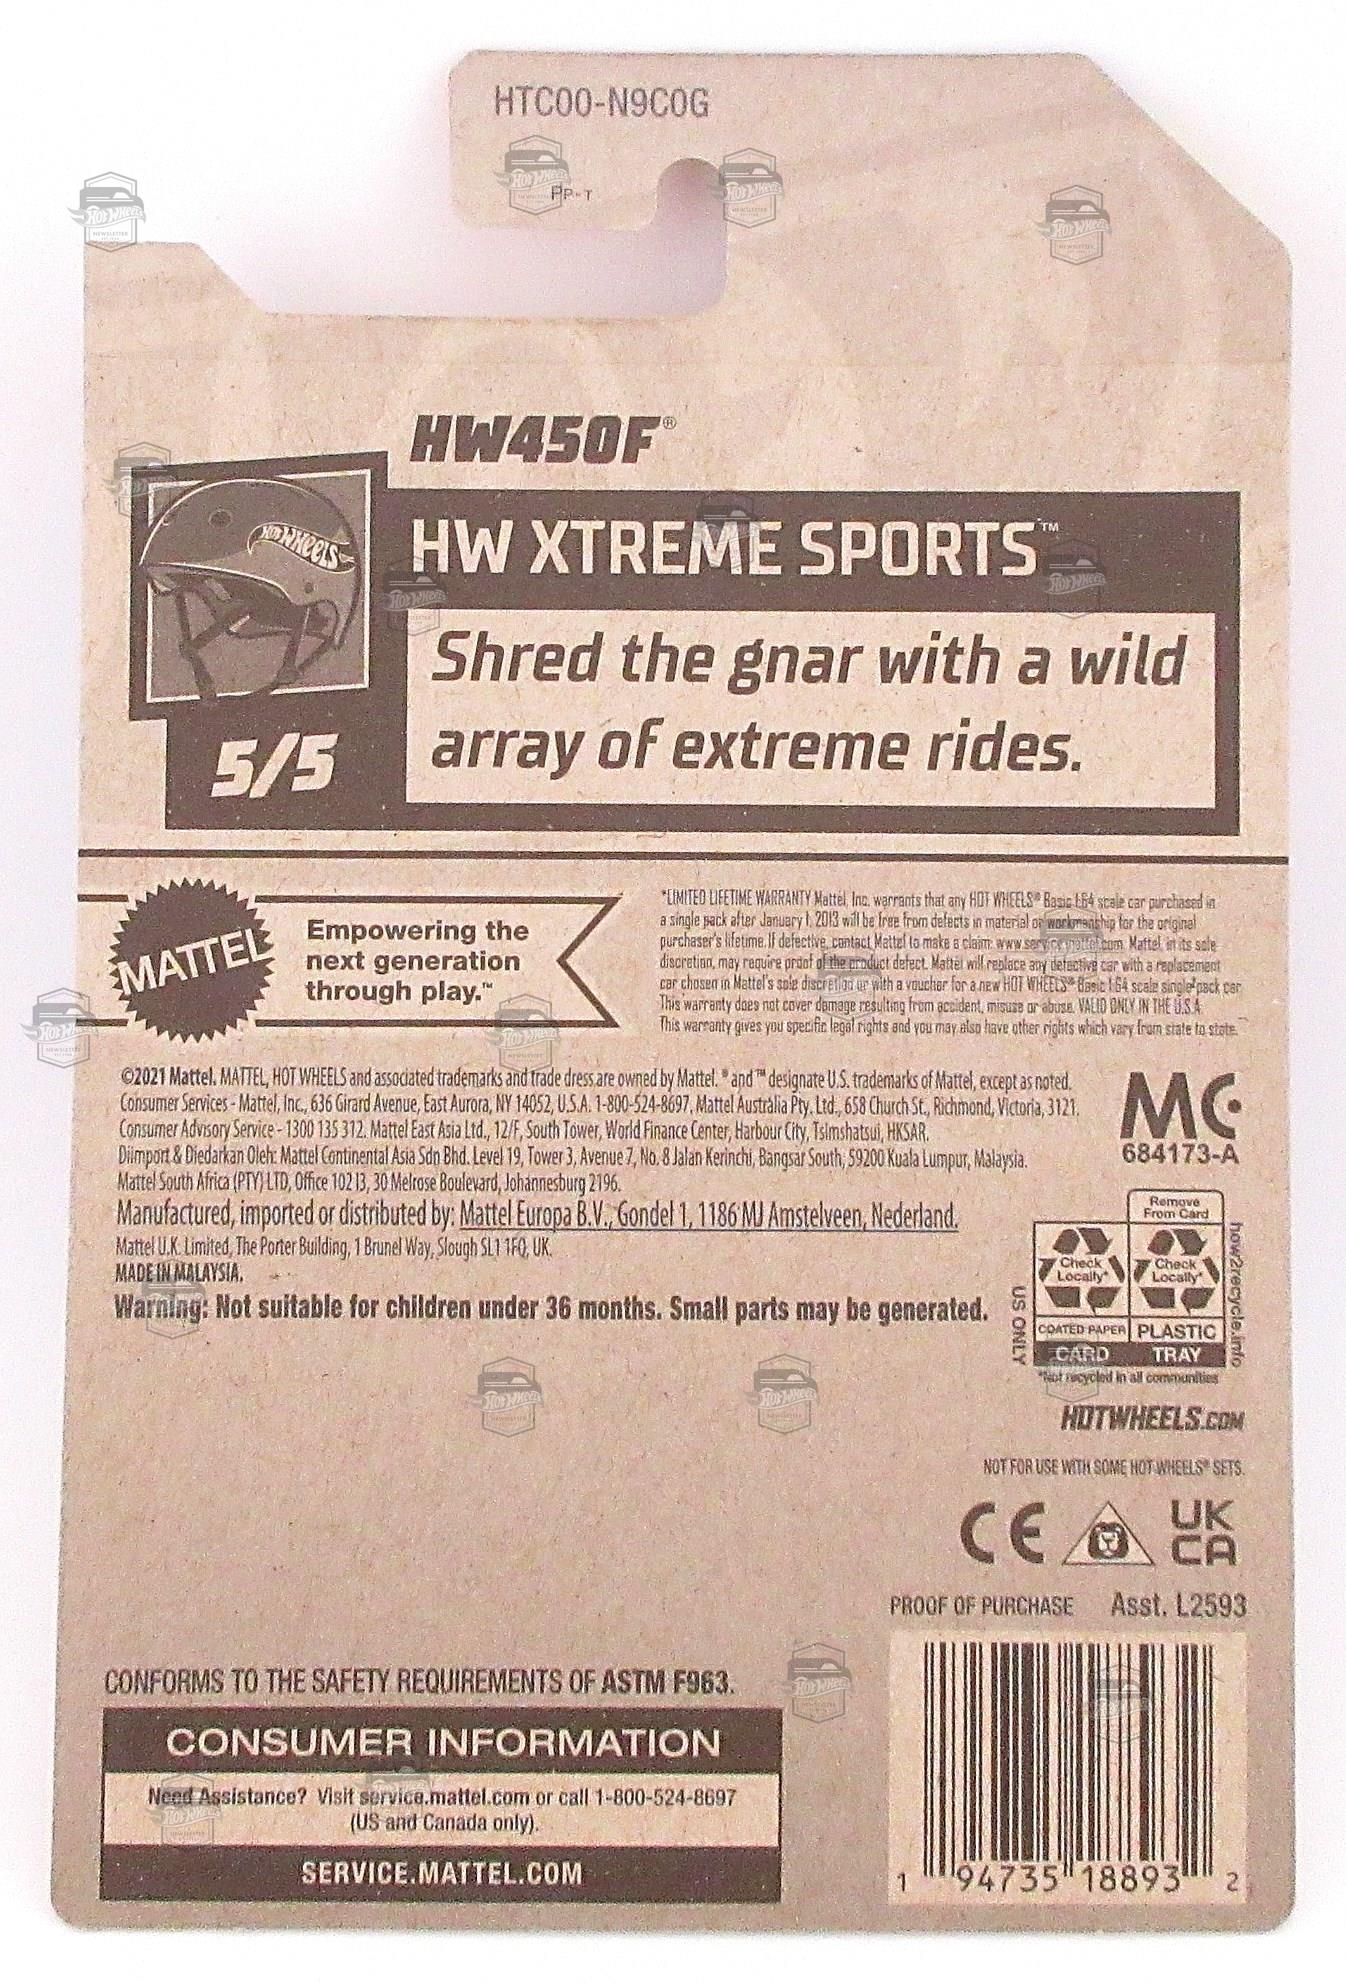 HTC00-N9C0G
PP-T
HW450F®
HOT WHEELS
HW XTREME SPORTS™
Shred the gnar with a wild
array of extreme rides.
5/5
MATTEL
Empowering the
next generation
through play.™
*LIMITED LIFETIME WARRANTY Mattel, Inc. warrants that any HOT WHEELS® Basic 1:64 scale car purchased in
a single pack after January 1, 2013 will be free from defects in material or workmanship for the original
purchaser's lifetime. If defective, contact Mattel to make a claim: www.service.mattel.com. Mattel, in its sole
discretion, may require proof of the product defect. Mattel will replace any defective car with a replacement
car chosen in Mattel's sole discretion or with a voucher for a new HOT WHEELS® Basic 1:64 scale single pack car.
This warranty does not cover damage resulting from accident, misuse or abuse. VALID ONLY IN THE U.S.A.
This warranty gives you specific legal rights and you may also have other rights which vary from state to state.
©2021 Mattel. MATTEL, HOT WHEELS and associated trademarks and trade dress are owned by Mattel. ® and ™ designate U.S. trademarks of Mattel, except as noted.
Consumer Services - Mattel, Inc., 636 Girard Avenue, East Aurora, NY 14052, U.S.A. 1-800-524-8697. Mattel Australia Pty. Ltd., 658 Church St., Richmond, Victoria, 3121.
Consumer Advisory Service - 1300 135 312. Mattel East Asia Ltd., 12/F, South Tower, World Finance Center, Harbour City, Tsimshatsui, HKSAR.
Diimport & Diedarkan Oleh: Mattel Continental Asia Sdn Bhd. Level 19, Tower 3, Avenue 7, No. 8 Jalan Kerinchi, Bangsar South, 59200 Kuala Lumpur, Malaysia.
Mattel South Africa (PTY) LTD, Office 102 I3, 30 Melrose Boulevard, Johannesburg 2196.
Manufactured, imported or distributed by: Mattel Europa B.V., Gondel 1, 1186 MJ Amstelveen, Nederland.
Mattel U.K. Limited, The Porter Building, 1 Brunel Way, Slough SL1 1FQ, UK.
MADE IN MALAYSIA.
Warning: Not suitable for children under 36 months. Small parts may be generated.
MC
684173-A
Remove
From Card
Check
Locally*
Check
Locally*
COATED PAPER
PLASTIC
CARD
TRAY
US ONLY
how2recycle.info
*Not recycled in all communities
HOTWHEELS.COM
NOT FOR USE WITH SOME HOT WHEELS® SETS.
CE
UK
CA
PROOF OF PURCHASE Asst. L2593
1 94735 18893 2
CONFORMS TO THE SAFETY REQUIREMENTS OF ASTM F963.
CONSUMER INFORMATION
Need Assistance? Visit service.mattel.com or call 1-800-524-8697
(US and Canada only).
SERVICE.MATTEL.COM